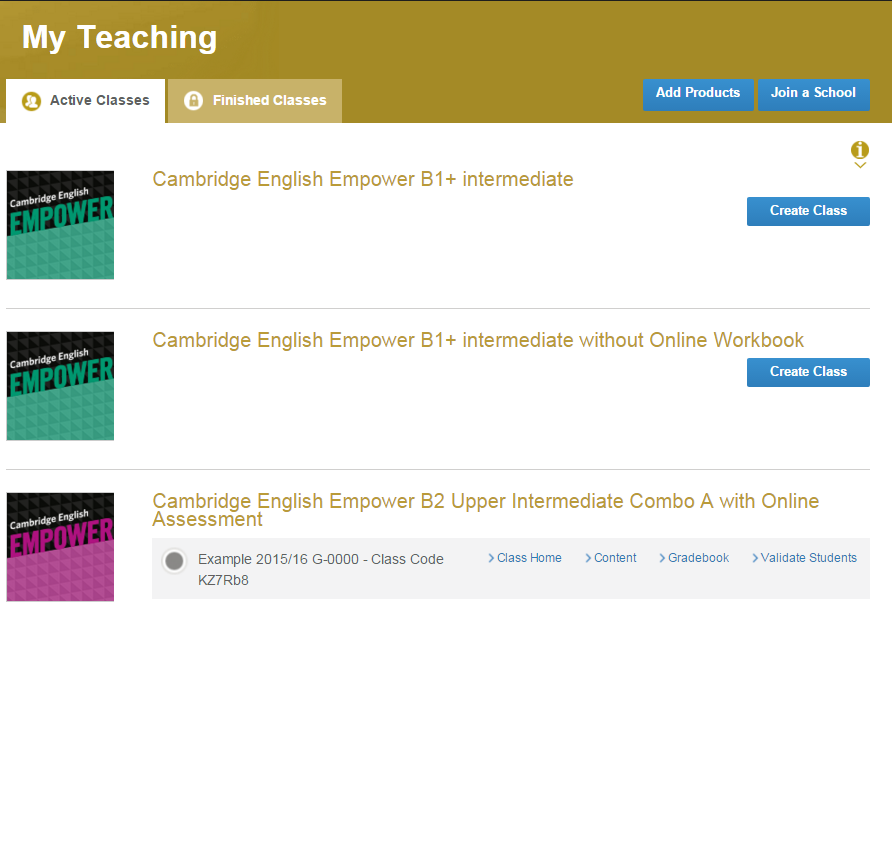 My Teaching
Active Classes
Finished Classes
Add Products
Join a School
Cambridge English
EMPOWER
Cambridge English Empower B1+ intermediate
Create Class
Cambridge English
EMPOWER
Cambridge English Empower B1+ intermediate without Online Workbook
Create Class
Cambridge English
EMPOWER
Cambridge English Empower B2 Upper Intermediate Combo A with Online
Assessment
Example 2015/16 G-0000 - Class Code
KZ7Rb8
Class Home
Content
Gradebook
Validate Students